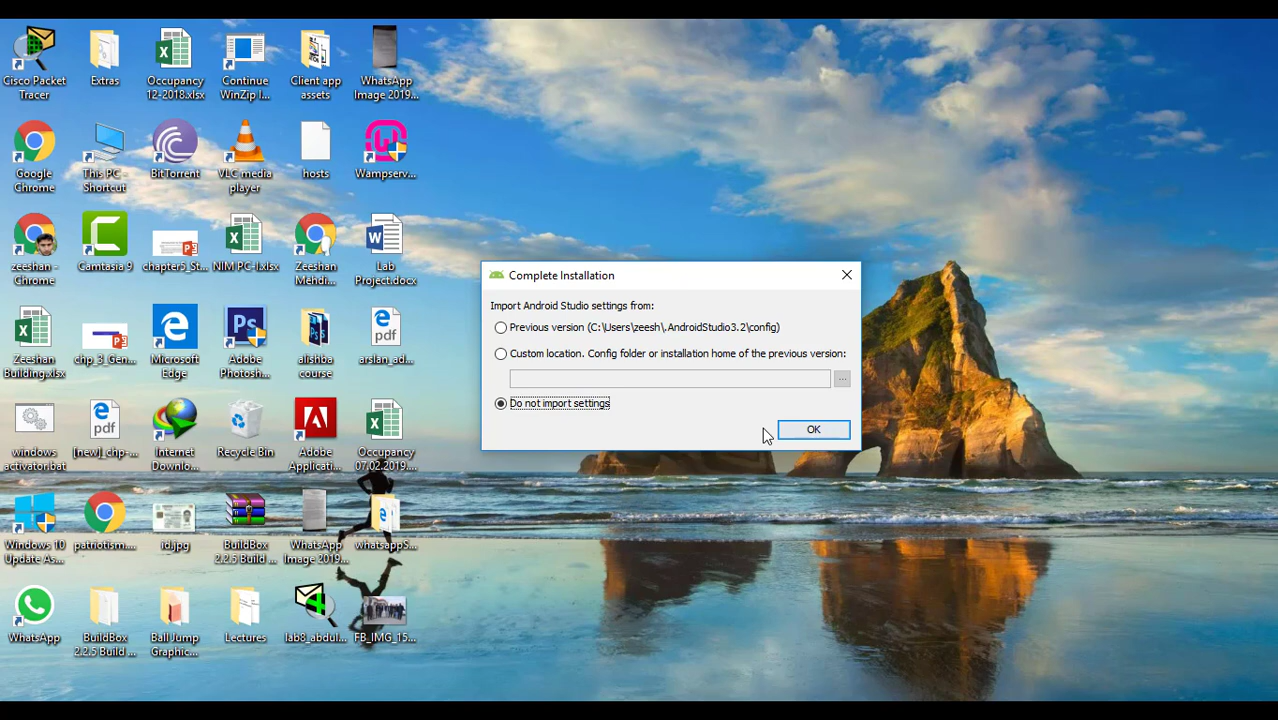 Cisco Packet
Tracer
Extras
Occupancy
12-2018.xlsx
Continue
WinZip I...
Client app
assets
WhatsApp
Image 2019...
Google
Chrome
This PC -
Shortcut
BitTorrent
VLC media
player
hosts
Wampserv...
zeeshan -
Chrome
Camtasia 9
chapter5_St...
NIM PC-I.xlsx
Zeeshan
Mehdi...
Lab
Project.docx
Zeeshan
Building.xlsx
chp_3_Gen...
Microsoft
Edge
Adobe
Photosh...
alishba
course
arslan_ad...
windows
activator.bat
[new]_chp-...
Internet
Downlo...
Recycle Bin
Adobe
Applicati...
Occupancy
07.02.2019....
Windows 10
Update As...
patriotism....
id.jpg
BuildBox
2.2.5 Build ...
WhatsApp
Image 2019...
whatsappS...
WhatsApp
BuildBox
2.2.5 Build ...
Ball Jump
Graphic...
Lectures
lab8_abdul...
FB_IMG_15...
Complete Installation
Import Android Studio settings from:
Previous version (C:\Users\zeesh\.AndroidStudio3.2\config)
Custom location. Config folder or installation home of the previous version:
...
Do not import settings
OK